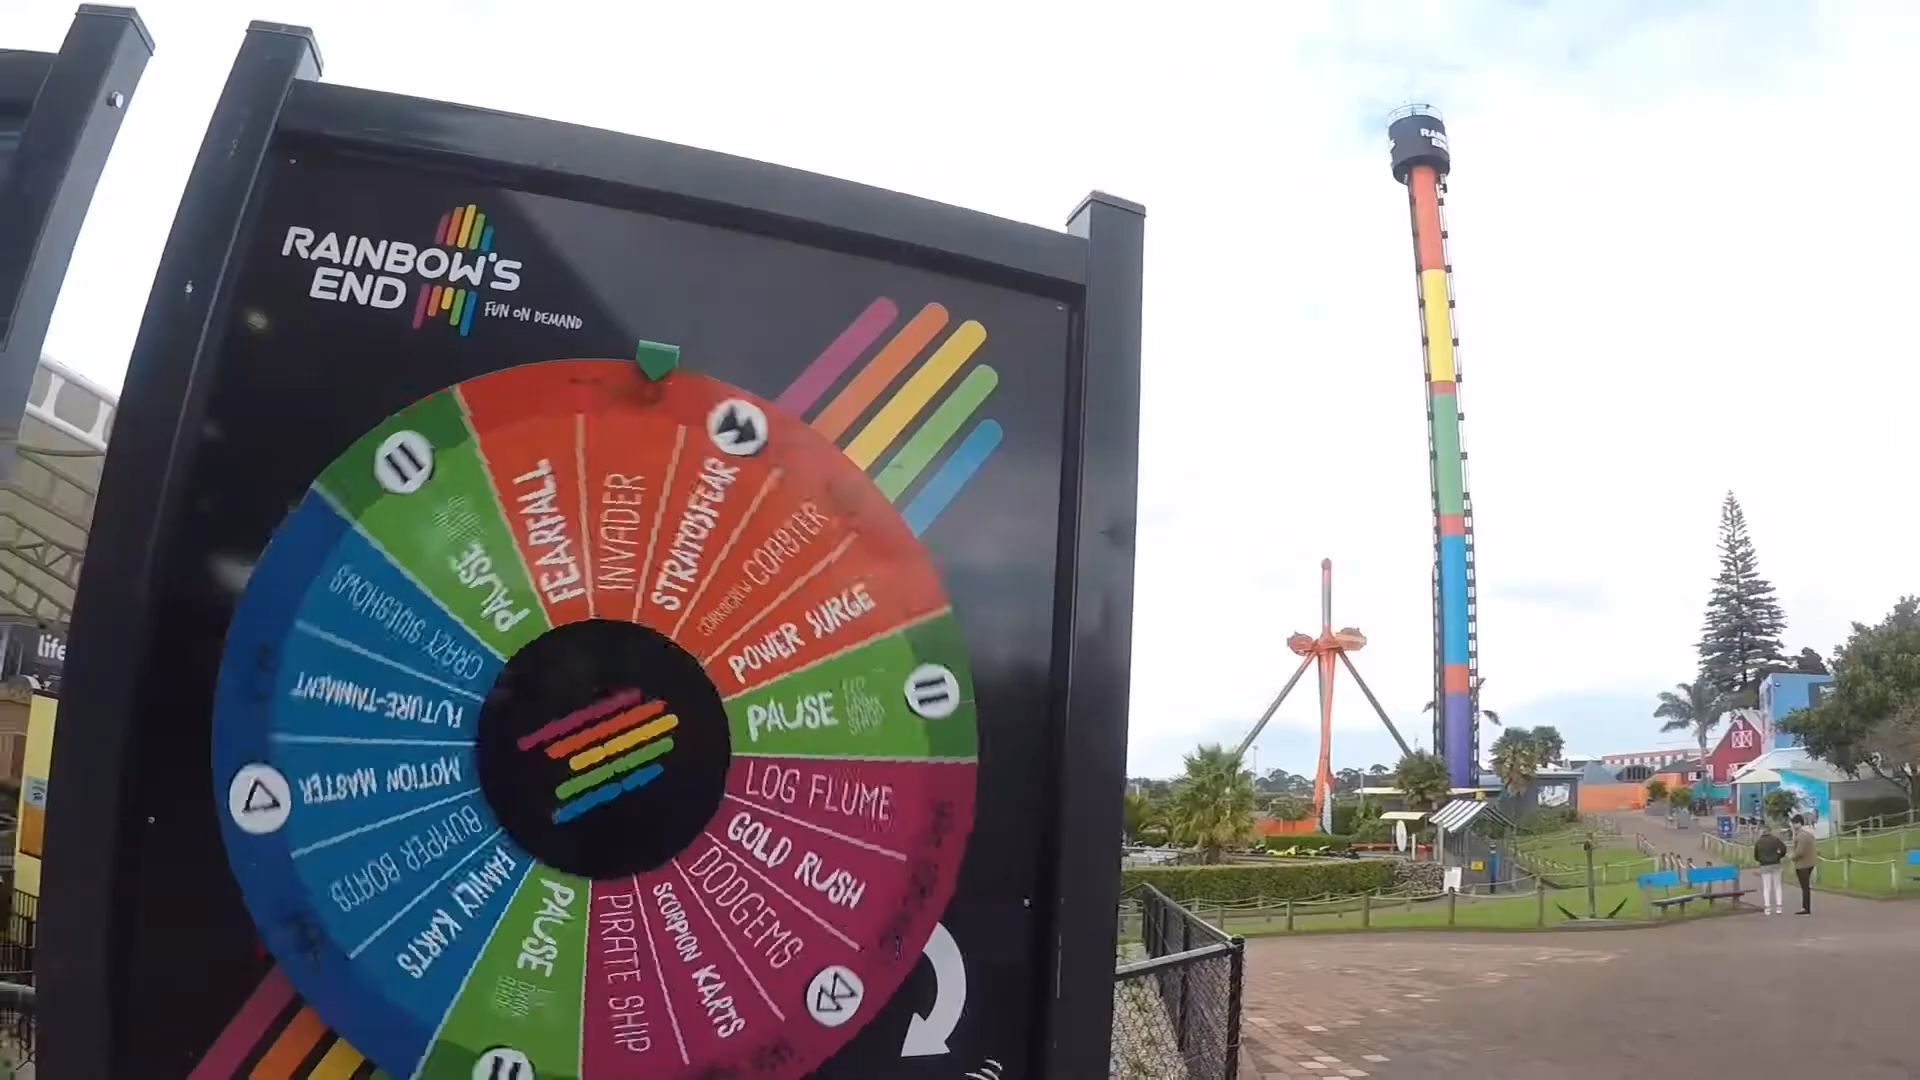 RAINBOW'S
END
FUN ON DEMAND
PAUSE
FEARFALL
INVADER
STRATOSFEAR
CORKSCREW COASTER
POWER SURGE
PAUSE
LOG FLUME
GOLD RUSH
DODGEMS
SCORPION KARTS
PIRATE SHIP
PAUSE
FAMILY KARTS
BUMPER BOATS
MOTION MASTER
FUTURE-TAINMENT
CRAZY SIDESHOWS
life